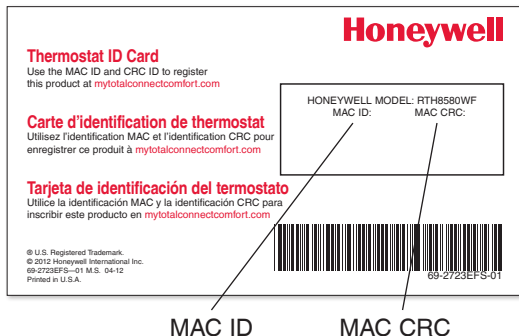 Honeywell
Thermostat ID Card
Use the MAC ID and CRC ID to register
this product at mytotalconnectcomfort.com
HONEYWELL MODEL: RTH8580WF
MAC ID: MAC CRC:
Carte d'identification de thermostat
Utilisez l'identification MAC et l'identification CRC pour
enregistrer ce produit à mytotalconnectcomfort.com
Tarjeta de identificación del termostato
Utilice la identificación MAC y la identificación CRC para
inscribir este producto en mytotalconnectcomfort.com
® U.S. Registered Trademark.
© 2012 Honeywell International Inc.
69-2723EFS—01 M.S. 04-12
Printed in U.S.A.
69-2723EFS-01
MAC ID MAC CRC